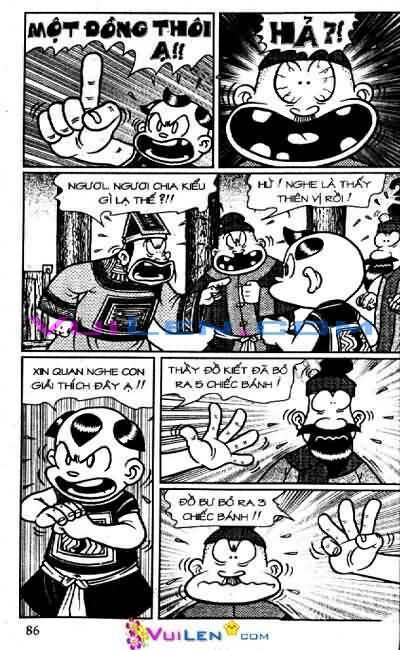 MỘT ĐỒNG THÔI
Ạ!!
HẢ?!
NGƯƠI.. NGƯƠI CHIA KIỂU
GÌ LẠ THẾ?!!
HỪ! NGHE LÀ THẤY
THIÊN VỊ RỒI!
VUILEN.COM
XIN QUAN NGHE CON
GIẢI THÍCH ĐÂY Ạ!!
THẦY ĐỒ KIẾT ĐÃ BỎ
RA 5 CHIẾC BÁNH!
ĐỒ BƯ BỎ RA 3
CHIẾC BÁNH!!
86
VUILEN.COM